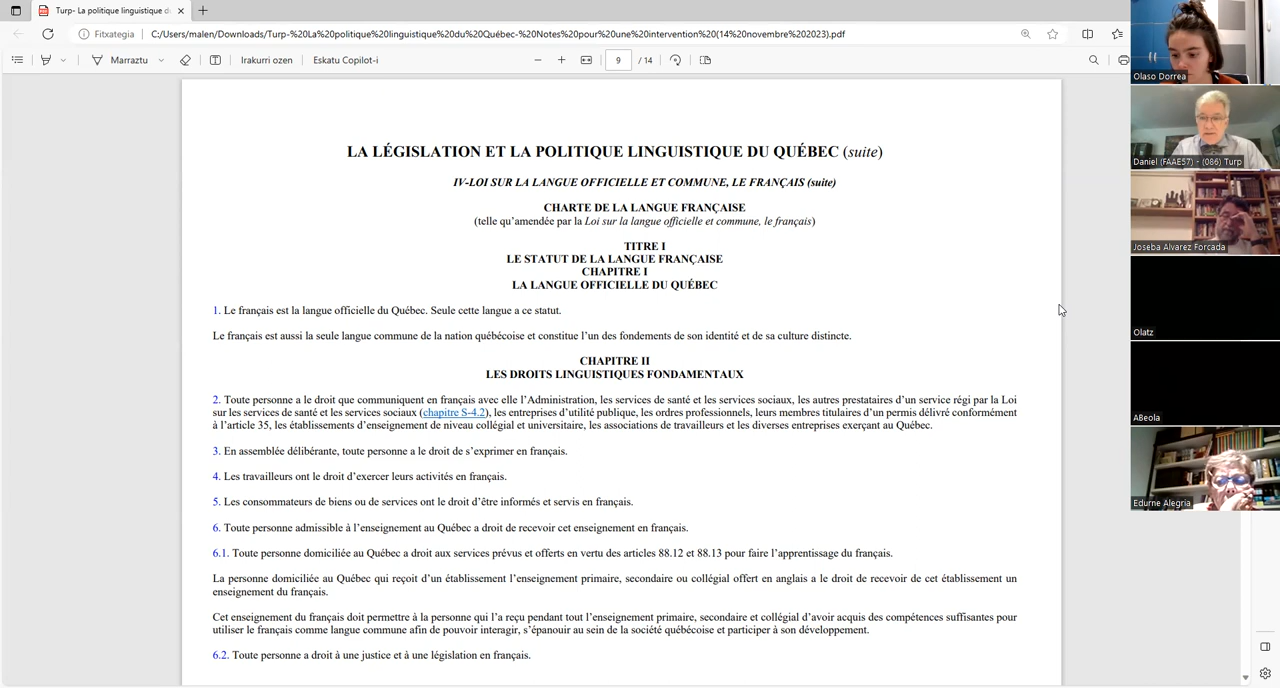 Turp- La politique linguistique d
Fitxategia
C:/Users/malen/Downloads/Turp-%20La%20politique%20linguistique%20du%20Québec-%20Notes%20pour%20une%20intervention%20(14%20novembre%202023).pdf
Marraztu
Irakurri ozen
Eskatu Copilot-i
9 / 14
LA LÉGISLATION ET LA POLITIQUE LINGUISTIQUE DU QUÉBEC (suite)
IV-LOI SUR LA LANGUE OFFICIELLE ET COMMUNE, LE FRANÇAIS (suite)
CHARTE DE LA LANGUE FRANÇAISE
(telle qu'amendée par la Loi sur la langue officielle et commune, le français)
TITRE I
LE STATUT DE LA LANGUE FRANÇAISE
CHAPITRE I
LA LANGUE OFFICIELLE DU QUÉBEC
1. Le français est la langue officielle du Québec. Seule cette langue a ce statut.
Le français est aussi la seule langue commune de la nation québécoise et constitue l'un des fondements de son identité et de sa culture distincte.
CHAPITRE II
LES DROITS LINGUISTIQUES FONDAMENTAUX
2. Toute personne a le droit que communiquent en français avec elle l'Administration, les services de santé et les services sociaux, les autres prestataires d'un service régi par la Loi
sur les services de santé et les services sociaux (chapitre S-4.2), les entreprises d'utilité publique, les ordres professionnels, leurs membres titulaires d'un permis délivré conformément
à l'article 35, les établissements d'enseignement de niveau collégial et universitaire, les associations de travailleurs et les diverses entreprises exerçant au Québec.
3. En assemblée délibérante, toute personne a le droit de s'exprimer en français.
4. Les travailleurs ont le droit d'exercer leurs activités en français.
5. Les consommateurs de biens ou de services ont le droit d'être informés et servis en français.
6. Toute personne admissible à l'enseignement au Québec a droit de recevoir cet enseignement en français.
6.1. Toute personne domiciliée au Québec a droit aux services prévus et offerts en vertu des articles 88.12 et 88.13 pour faire l'apprentissage du français.
La personne domiciliée au Québec qui reçoit d'un établissement l'enseignement primaire, secondaire ou collégial offert en anglais a le droit de recevoir de cet établissement un
enseignement du français.
Cet enseignement du français doit permettre à la personne qui l'a reçu pendant tout l'enseignement primaire, secondaire et collégial d'avoir acquis des compétences suffisantes pour
utiliser le français comme langue commune afin de pouvoir interagir, s'épanouir au sein de la société québécoise et participer à son développement.
6.2. Toute personne a droit à une justice et à une législation en français.
Olaso Dorrea
Daniel (FAAE57) - (086) Turp
Joseba Alvarez Forcada
Olatz
ABeola
Edurne Alegria